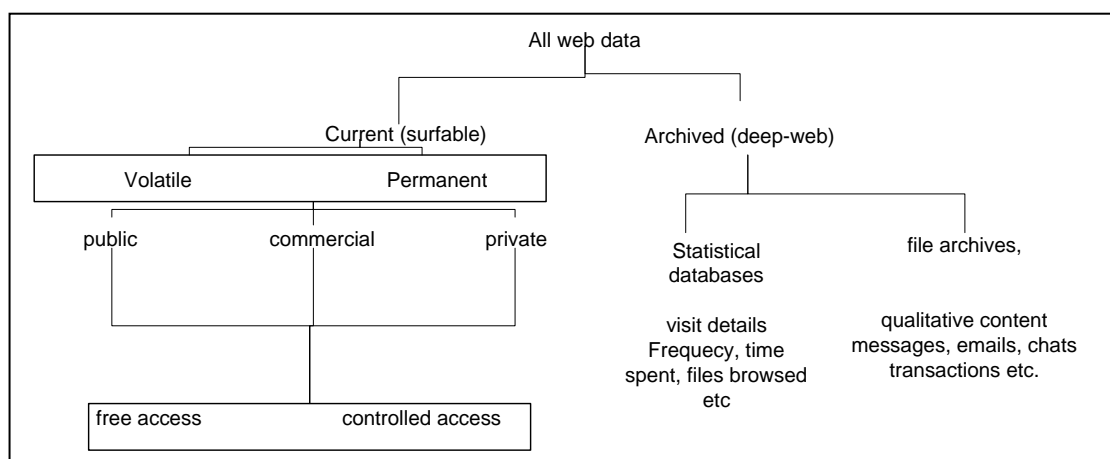 All web data
Current (surfable)
Archived (deep-web)
Volatile
Permanent
public
commercial
private
Statistical
databases
file archives,
visit details
Frequecy, time
spent, files browsed
etc
qualitative content
messages, emails, chats
transactions etc.
free access
controlled access